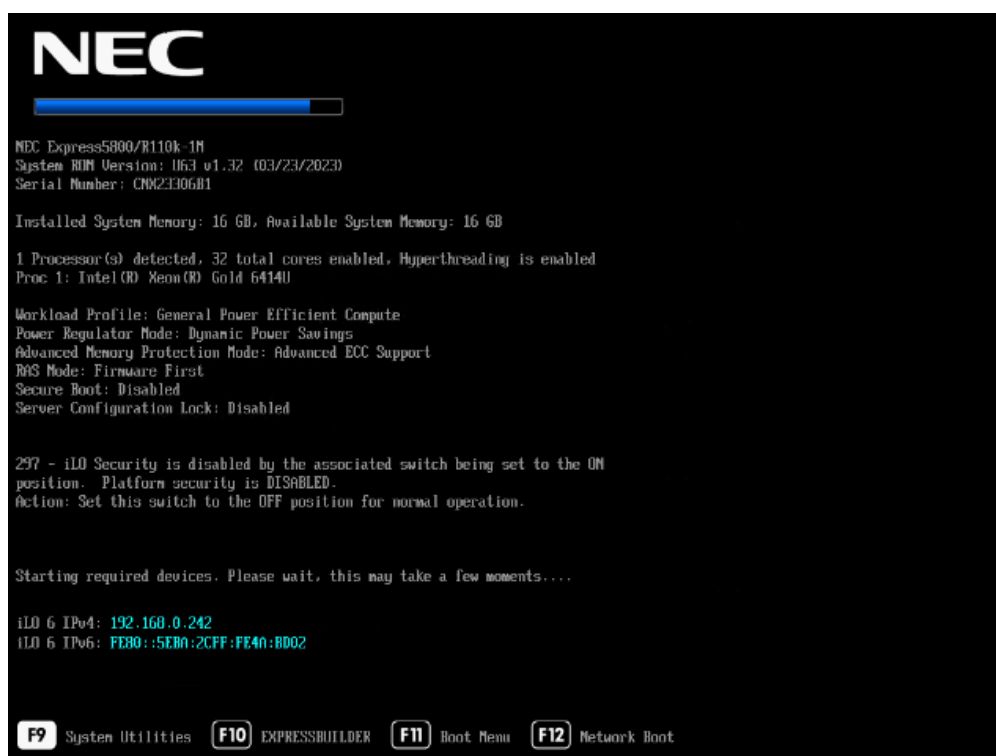 NEC
NEC Express5800/R110k-1M
System ROM Version: U63 v1.32 (03/23/2023)
Serial Number: CNX23306B1
Installed System Memory: 16 GB, Available System Memory: 16 GB
1 Processor(s) detected, 32 total cores enabled, Hyperthreading is enabled
Proc 1: Intel(R) Xeon(R) Gold 6414U
Workload Profile: General Power Efficient Compute
Power Regulator Mode: Dynamic Power Savings
Advanced Memory Protection Mode: Advanced ECC Support
RAS Mode: Firmware First
Secure Boot: Disabled
Server Configuration Lock: Disabled
297 - iLO Security is disabled by the associated switch being set to the ON
position.  Platform security is DISABLED.
Action: Set this switch to the OFF position for normal operation.
Starting required devices. Please wait, this may take a few moments....
iLO 6 IPv4: 192.168.0.242
iLO 6 IPv6: FE80::5EBA:2CFF:FE4A:BD02
F9 System Utilities F10 EXPRESSBUILDER F11 Boot Menu F12 Network Boot